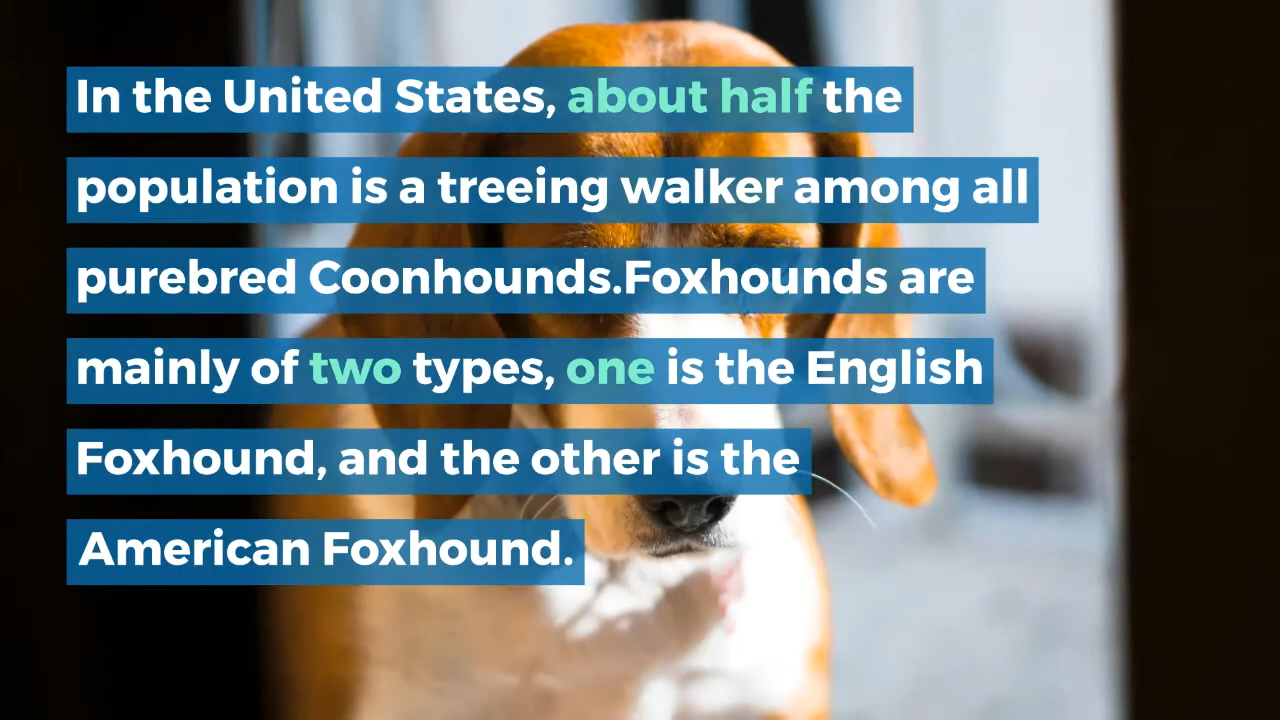 In the United States, about half the
population is a treeing walker among all
purebred Coonhounds.Foxhounds are
mainly of two types, one is the English
Foxhound, and the other is the
American Foxhound.